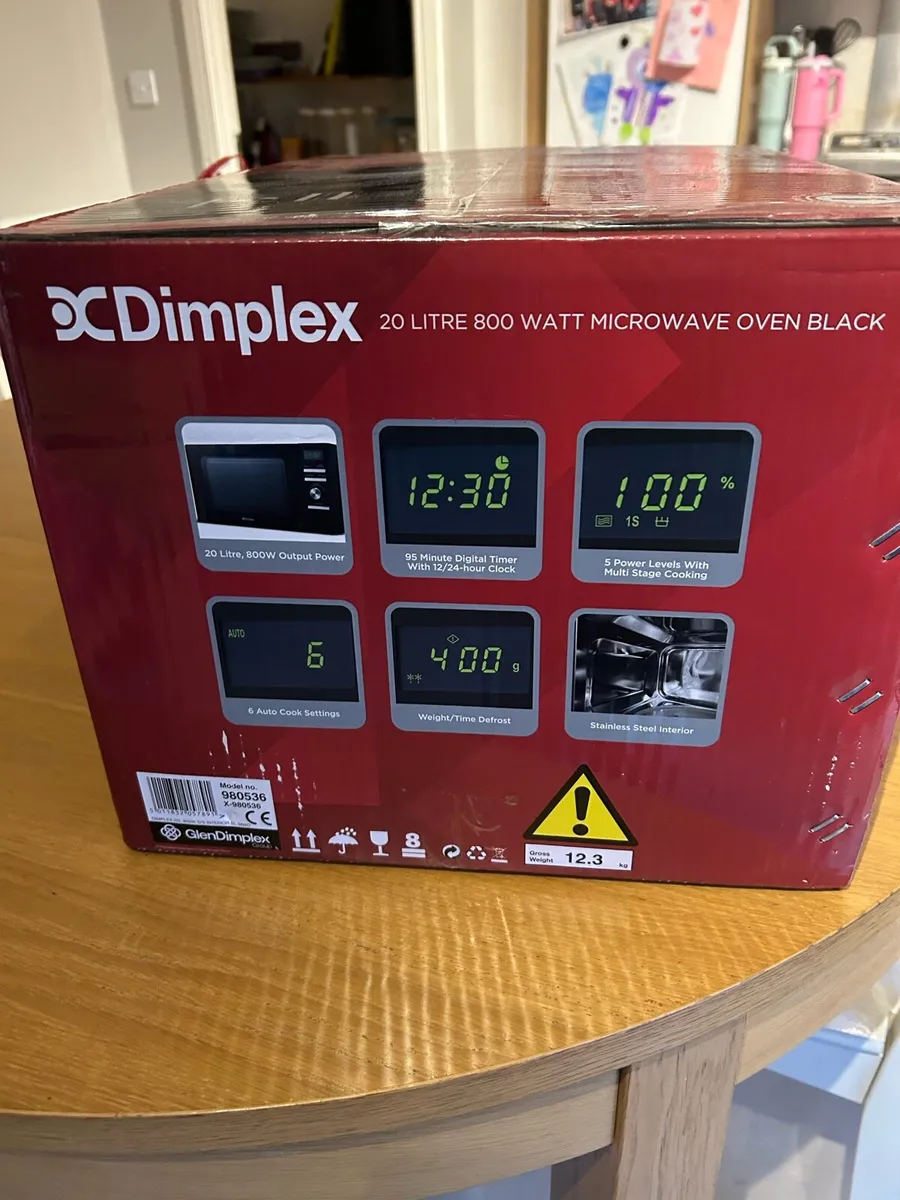 Dimplex 20 LITRE 800 WATT MICROWAVE OVEN BLACK
20 Litre, 800W Output Power
12:30
95 Minute Digital Timer
With 12/24-hour Clock
100 %
1S
5 Power Levels With
Multi Stage Cooking
AUTO
6
6 Auto Cook Settings
400 g
Weight/Time Defrost
Stainless Steel Interior
Model no.
980536
X-980536
CE
GlenDimplex
Group
8
Gross
Weight 12.3 kg